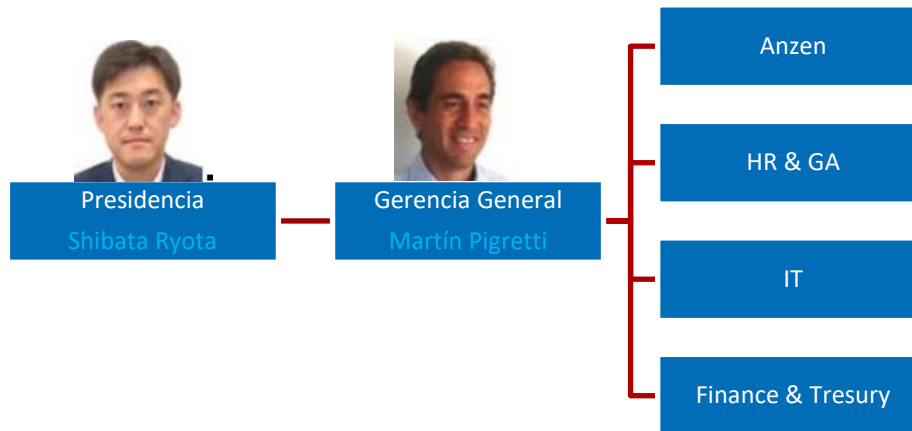 Presidencia
Shibata Ryota
Gerencia General
Martín Pigretti
Anzen
HR & GA
IT
Finance & Tresury